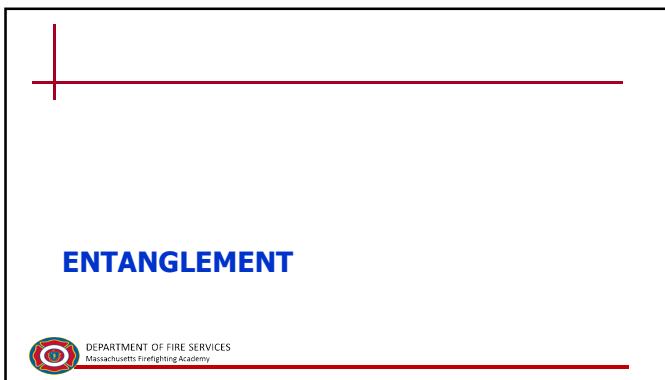 ENTANGLEMENT
DEPARTMENT OF FIRE SERVICES
Massachusetts Firefighting Academy